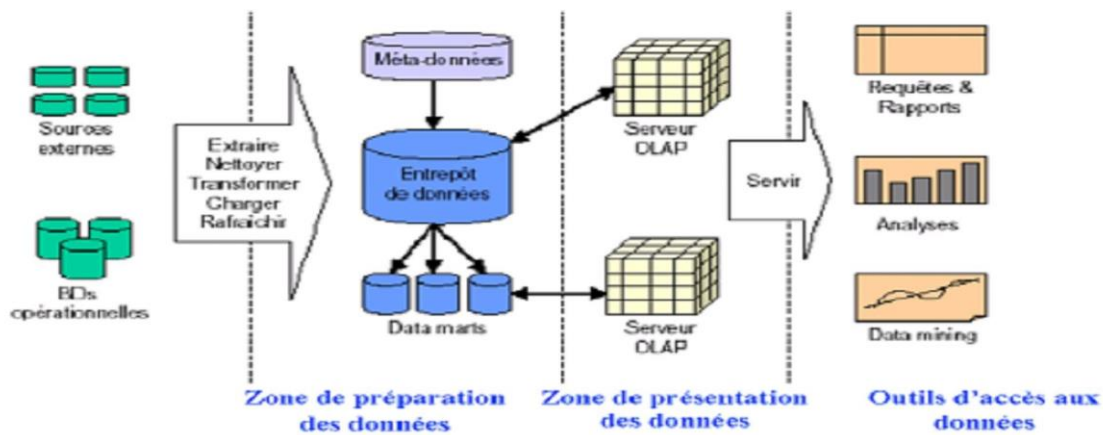 Sources
externes
BDs
opérationnelles
Extraire
Nettoyer
Transformer
Charger
Rafraîchir
Méta-données
Entrepôt
de données
Data marts
Serveur
OLAP
Serveur
OLAP
Servir
Requêtes &
Rapports
Analyses
Data mining
Zone de préparation
des données
Zone de présentation
des données
Outils d'accès aux
données